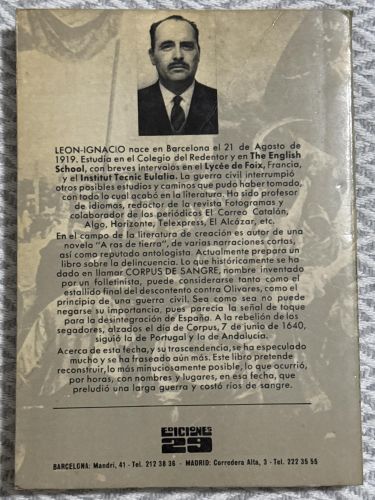 LEON-IGNACIO nace en Barcelona el 21 de Agosto de
1919. Estudia en el Colegio del Redentor y en The English
School, con breves intervalos en el Lycée de Foix, Francia,
y el Institut Tecnic Eulalia. La guerra civil interrumpió
otros posibles estudios y caminos que pudo haber tomado,
con todo lo cual acabó en la literatura. Ha sido profesor
de idiomas, redactor de la revista Fotogramas y
colaborador de los periódicos El Correo Catalán,
Algo, Horizonte, Telexpress, El Alcózar, etc.
En el campo de la literatura de creación es autor de una
novela "A ras de tierra", de varias narraciones cortas,
así como reputado antologista. Actualmente prepara un
libro sobre la delincuencia. Lo que históricamente se ha
dado en llamar CORPUS DE SANGRE, nombre inventado
por un folletinista, puede considerarse tanto como el
estallido final del descontento contra Olivares, como el
principio de una guerra civil. Sea como sea no puede
negarse su importancia, pues parecía la señal de toque
para la desintegración de España. A la rebelión de los
segadores, alzados el día de Corpus, 7 de junio de 1640,
siguió la de Portugal y la de Andalucía.
Acerca de esta fecha, y su trascendencia, se ha especulado
mucho y se ha fraseado aún más. Este libro pretende
reconstruir, lo más minuciosamente posible, lo que ocurrió,
por horas, con nombres y lugares, en esa fecha, que
preludió una larga guerra y costó ríos de sangre.
EDICIONES
29
BARCELONA: Mandri, 41 - Tel. 212 38 36 - MADRID: Corredera Alta, 3 - Tel. 222 35 55